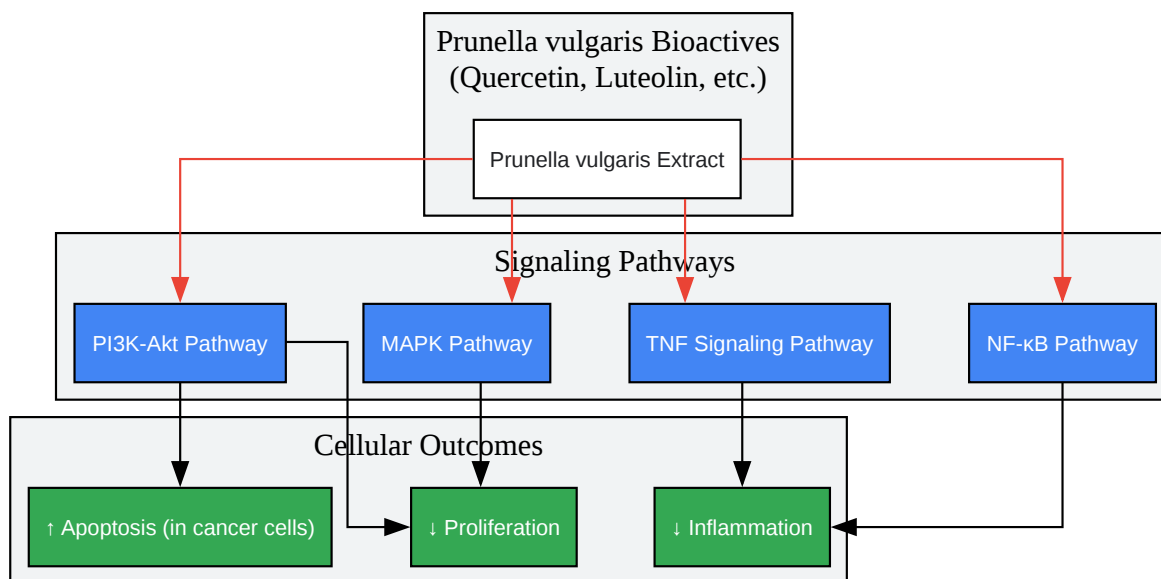 Prunella vulgaris Bioactives
(Quercetin, Luteolin, etc.)
Prunella vulgaris Extract
Signaling Pathways
PI3K-Akt Pathway
MAPK Pathway
TNF Signaling Pathway
NF-κB Pathway
Cellular Outcomes
↑ Apoptosis (in cancer cells)
↓ Proliferation
↓ Inflammation